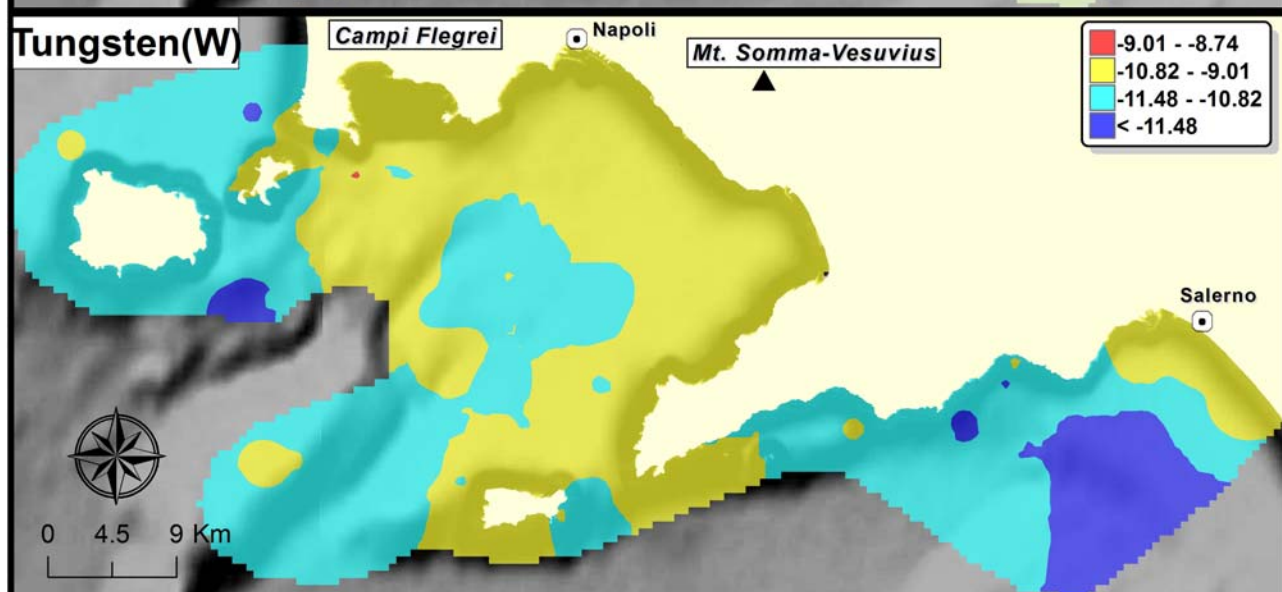 Tungsten(W)
Campi Flegrei
Napoli
Mt. Somma-Vesuvius
-9.01 - -8.74
-10.82 - -9.01
-11.48 - -10.82
< -11.48
Salerno
0 4.5 9 Km